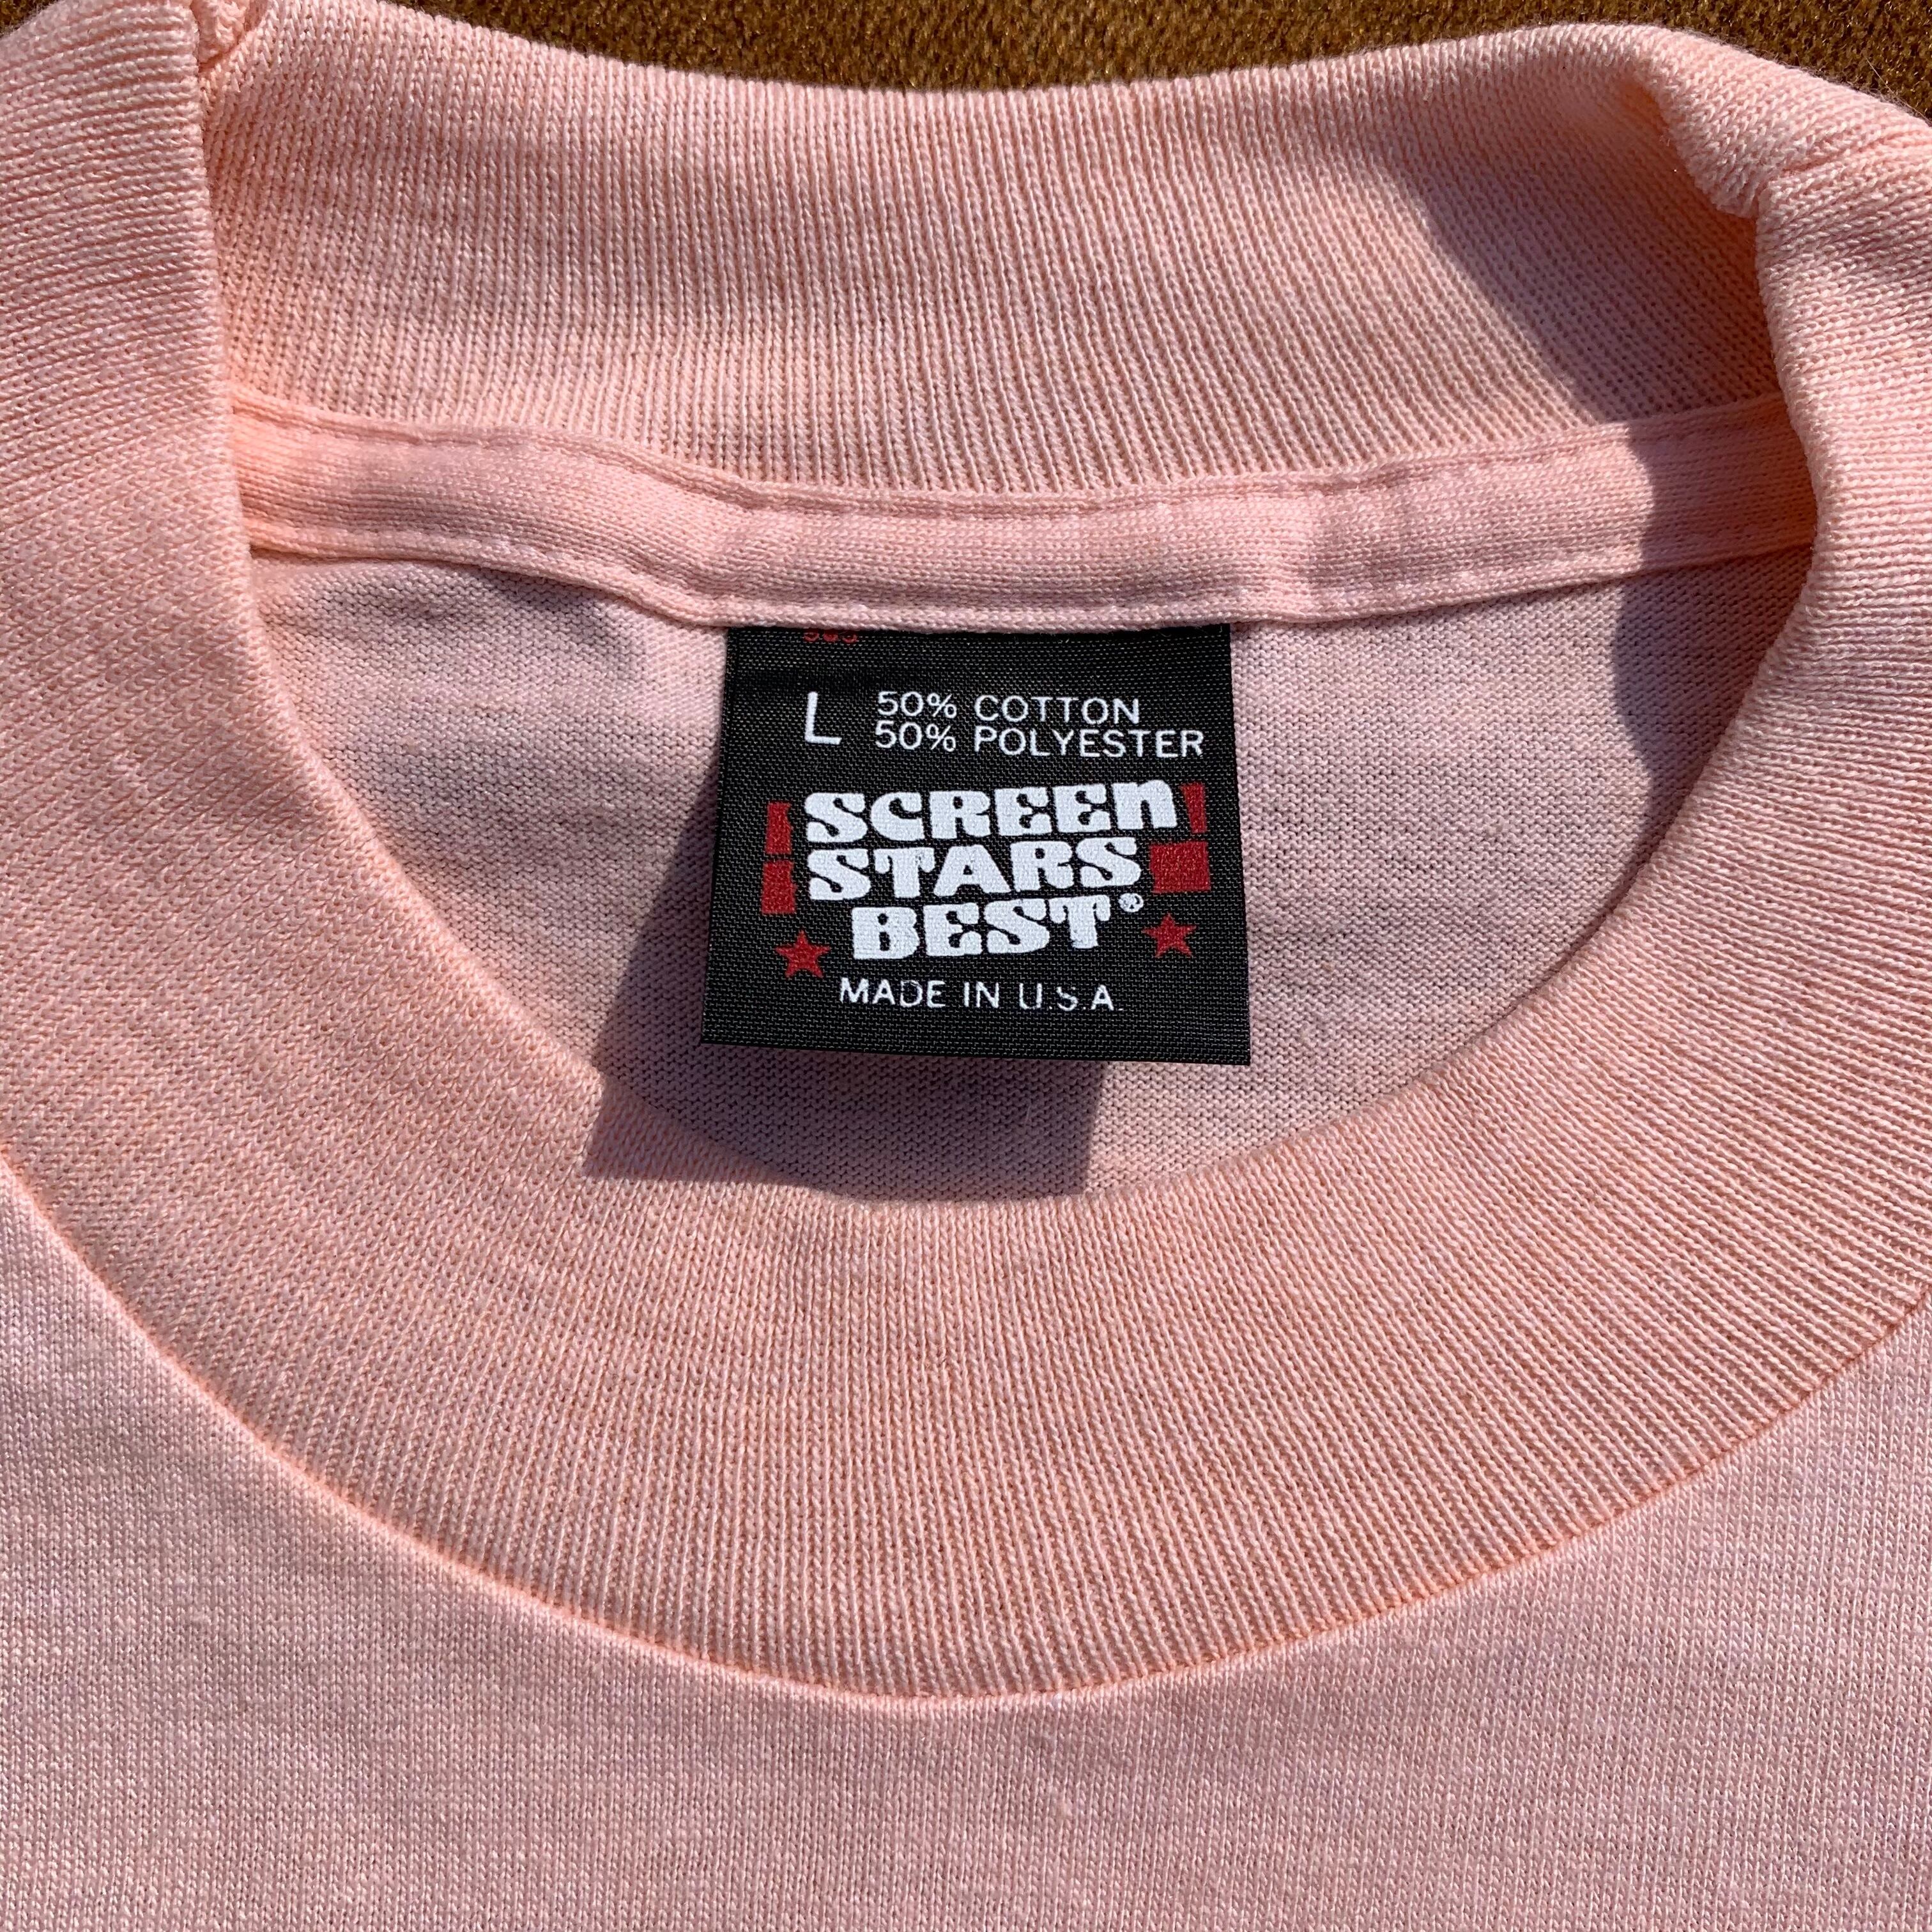 L 50% COTTON
50% POLYESTER
SCREEN
STARS
BEST®
MADE IN U.S.A.